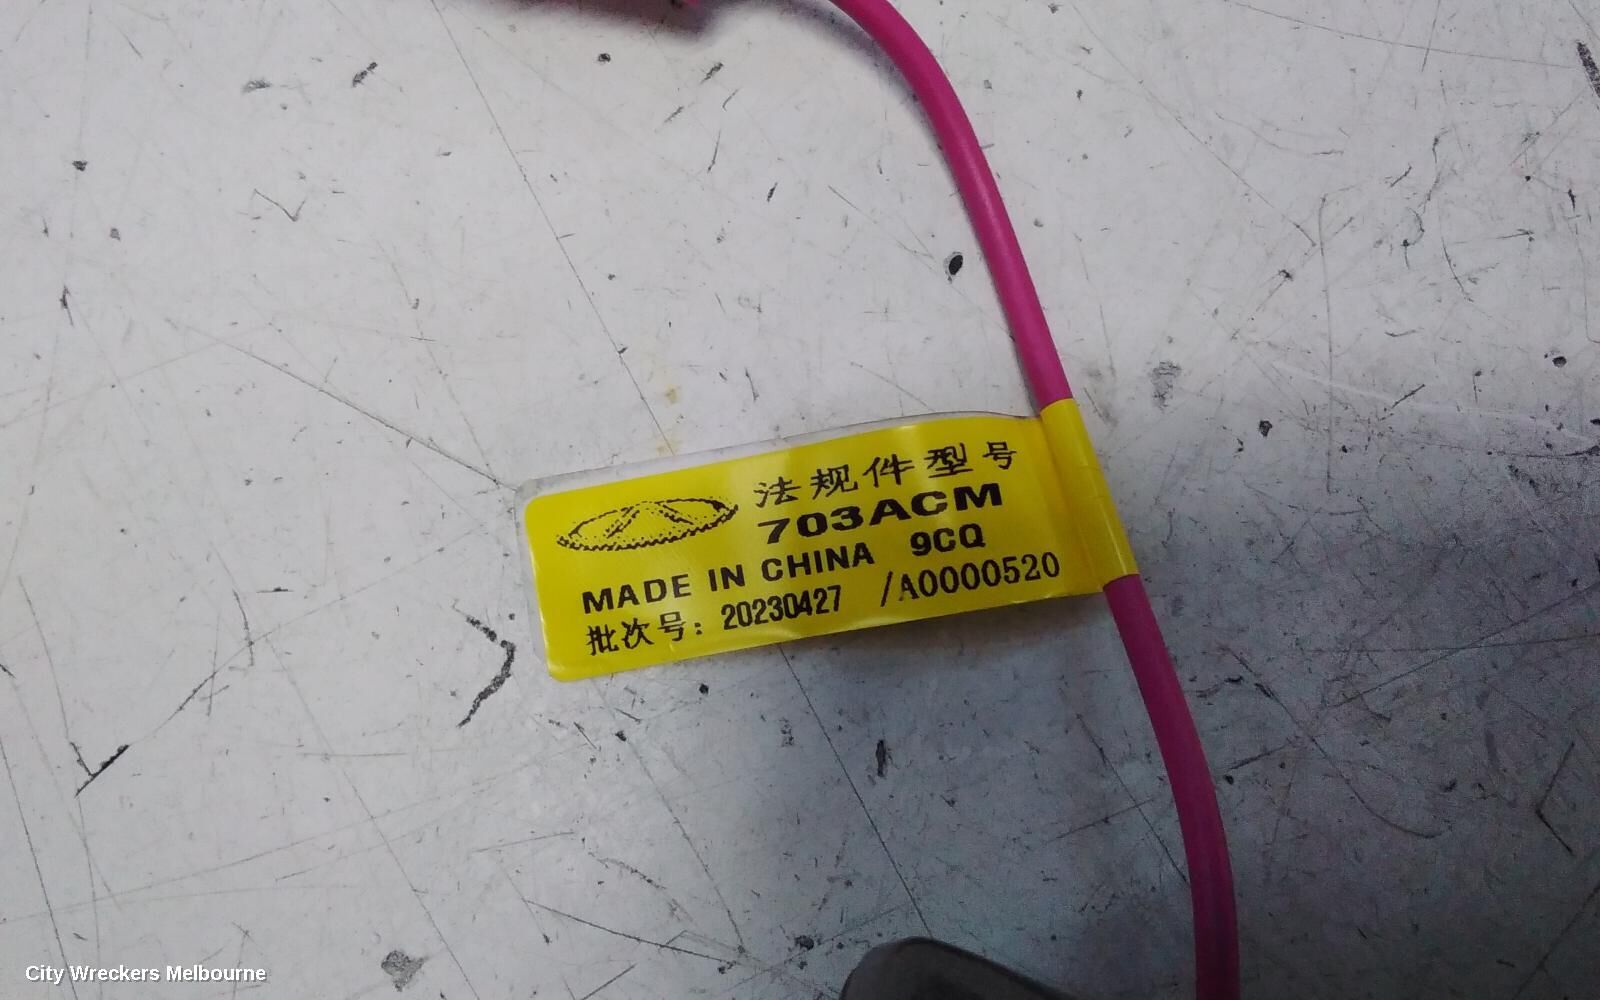 法规件型号
703ACM
MADE IN CHINA 9CQ
批次号: 20230427 /A0000520
City Wreckers Melbourne